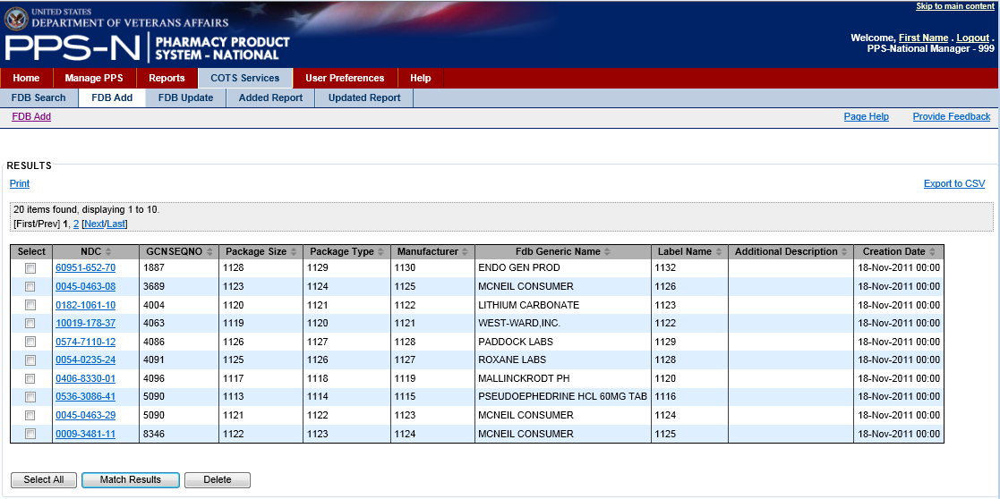 Skip to main content
UNITED STATES
DEPARTMENT OF VETERANS AFFAIRS
PPS-N PHARMACY PRODUCT
SYSTEM - NATIONAL
Welcome, First Name . Logout .
PPS-National Manager - 999
Home Manage PPS Reports COTS Services User Preferences Help
FDB Search FDB Add FDB Update Added Report Updated Report
FDB Add Page Help Provide Feedback
RESULTS
Print Export to CSV
20 items found, displaying 1 to 10.
[First/Prev] 1, 2 [Next/Last]
Select NDC GCNSEQNO Package Size Package Type Manufacturer Fdb Generic Name Label Name Additional Description Creation Date
60951-652-70 1887 1128 1129 1130 ENDO GEN PROD 1132 18-Nov-2011 00:00
0045-0463-08 3689 1123 1124 1125 MCNEIL CONSUMER 1126 18-Nov-2011 00:00
0182-1061-10 4004 1120 1121 1122 LITHIUM CARBONATE 1123 18-Nov-2011 00:00
10019-178-37 4063 1119 1120 1121 WEST-WARD,INC. 1122 18-Nov-2011 00:00
0574-7110-12 4086 1126 1127 1128 PADDOCK LABS 1129 18-Nov-2011 00:00
0054-0235-24 4091 1125 1126 1127 ROXANE LABS 1128 18-Nov-2011 00:00
0406-8330-01 4096 1117 1118 1119 MALLINCKRODT PH 1120 18-Nov-2011 00:00
0536-3086-41 5090 1113 1114 1115 PSEUDOEPHEDRINE HCL 60MG TAB 1116 18-Nov-2011 00:00
0045-0463-29 5090 1121 1122 1123 MCNEIL CONSUMER 1124 18-Nov-2011 00:00
0009-3481-11 8346 1122 1123 1124 MCNEIL CONSUMER 1125 18-Nov-2011 00:00
Select All Match Results Delete